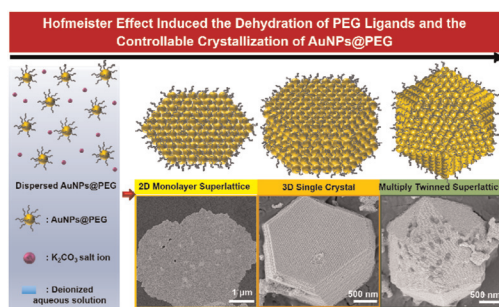 Hofmeister Effect Induced the Dehydration of PEG Ligands and the
Controllable Crystallization of AuNPs@PEG
Dispersed AuNPs@PEG
: AuNPs@PEG
: K₂CO₃ salt ion
: Deionized
aqueous solution
2D Monolayer Superlattice
3D Single Crystal
Multiply Twinned Superlattice
1 μm
500 nm
500 nm